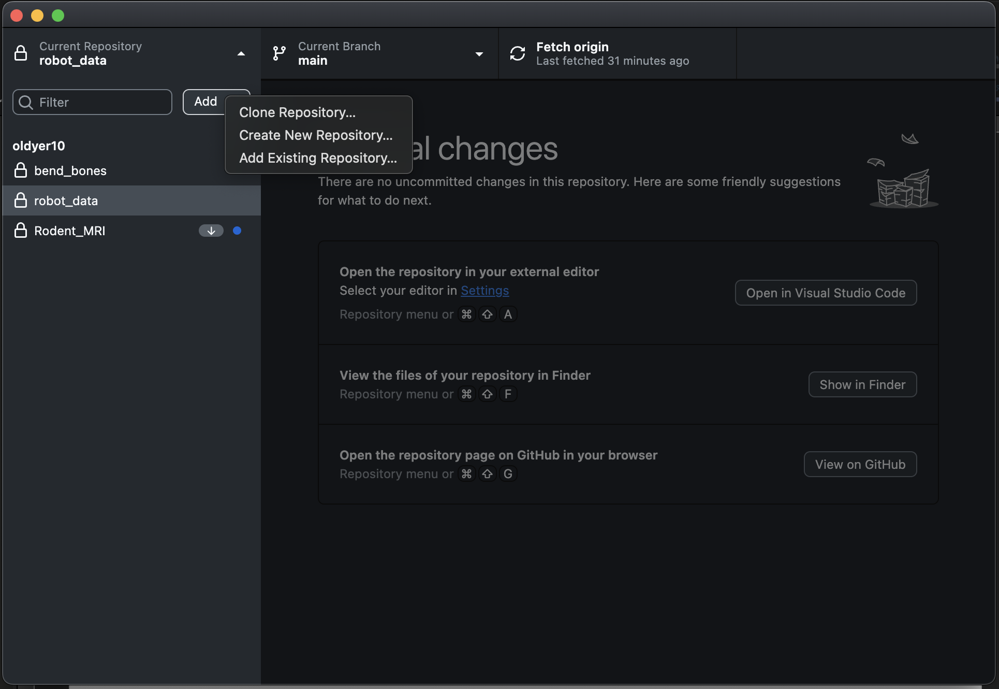 Current Repository
robot_data
Current Branch
main
Fetch origin
Last fetched 31 minutes ago
Filter
Add
Clone Repository...
Create New Repository...
Add Existing Repository...
oldyer10
bend_bones
robot_data
Rodent_MRI
changes
There are no uncommitted changes in this repository. Here are some friendly suggestions
for what to do next.
Open the repository in your external editor
Select your editor in Settings
Repository menu or ⌘ ⇧ A
Open in Visual Studio Code
View the files of your repository in Finder
Repository menu or ⌘ ⇧ F
Show in Finder
Open the repository page on GitHub in your browser
Repository menu or ⌘ ⇧ G
View on GitHub